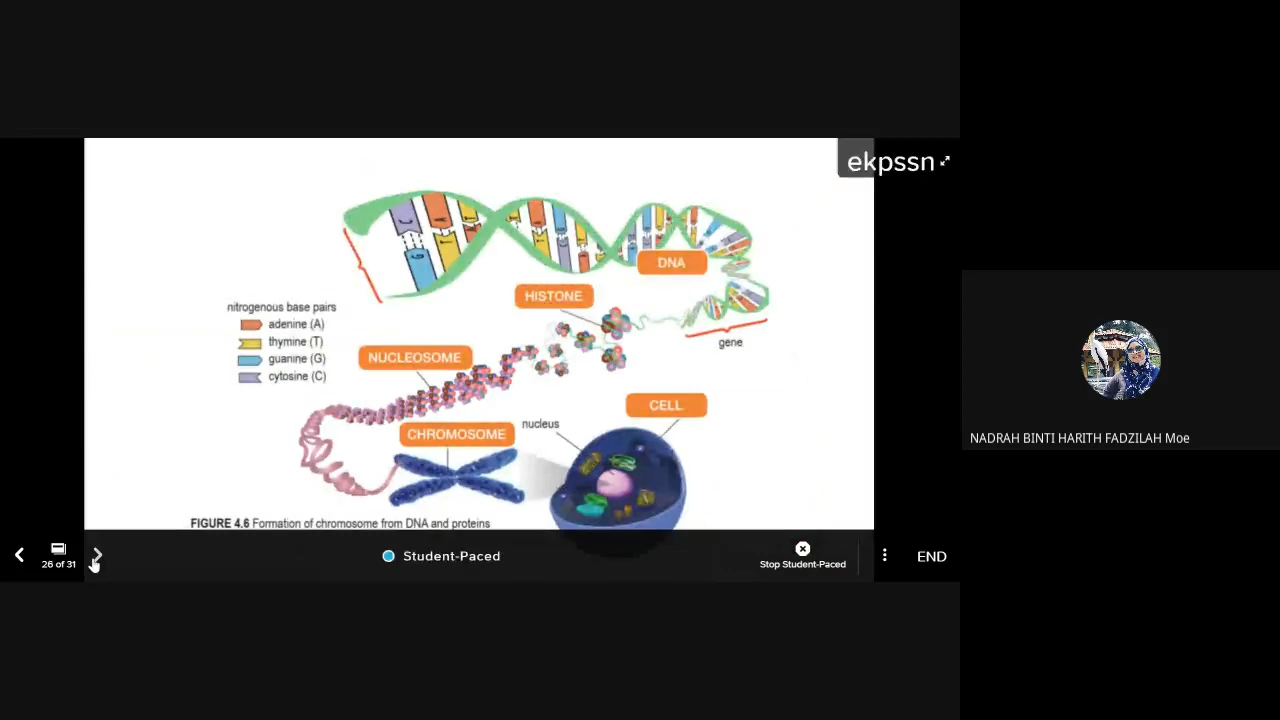 ekpssn
DNA
HISTONE
nitrogenous base pairs
adenine (A)
thymine (T)
guanine (G)
cytosine (C)
gene
NUCLEOSOME
CELL
CHROMOSOME
nucleus
FIGURE 4.6 Formation of chromosome from DNA and proteins
NADRAH BINTI HARITH FADZILAH Moe
26 of 31
Student-Paced
Stop Student-Paced
END